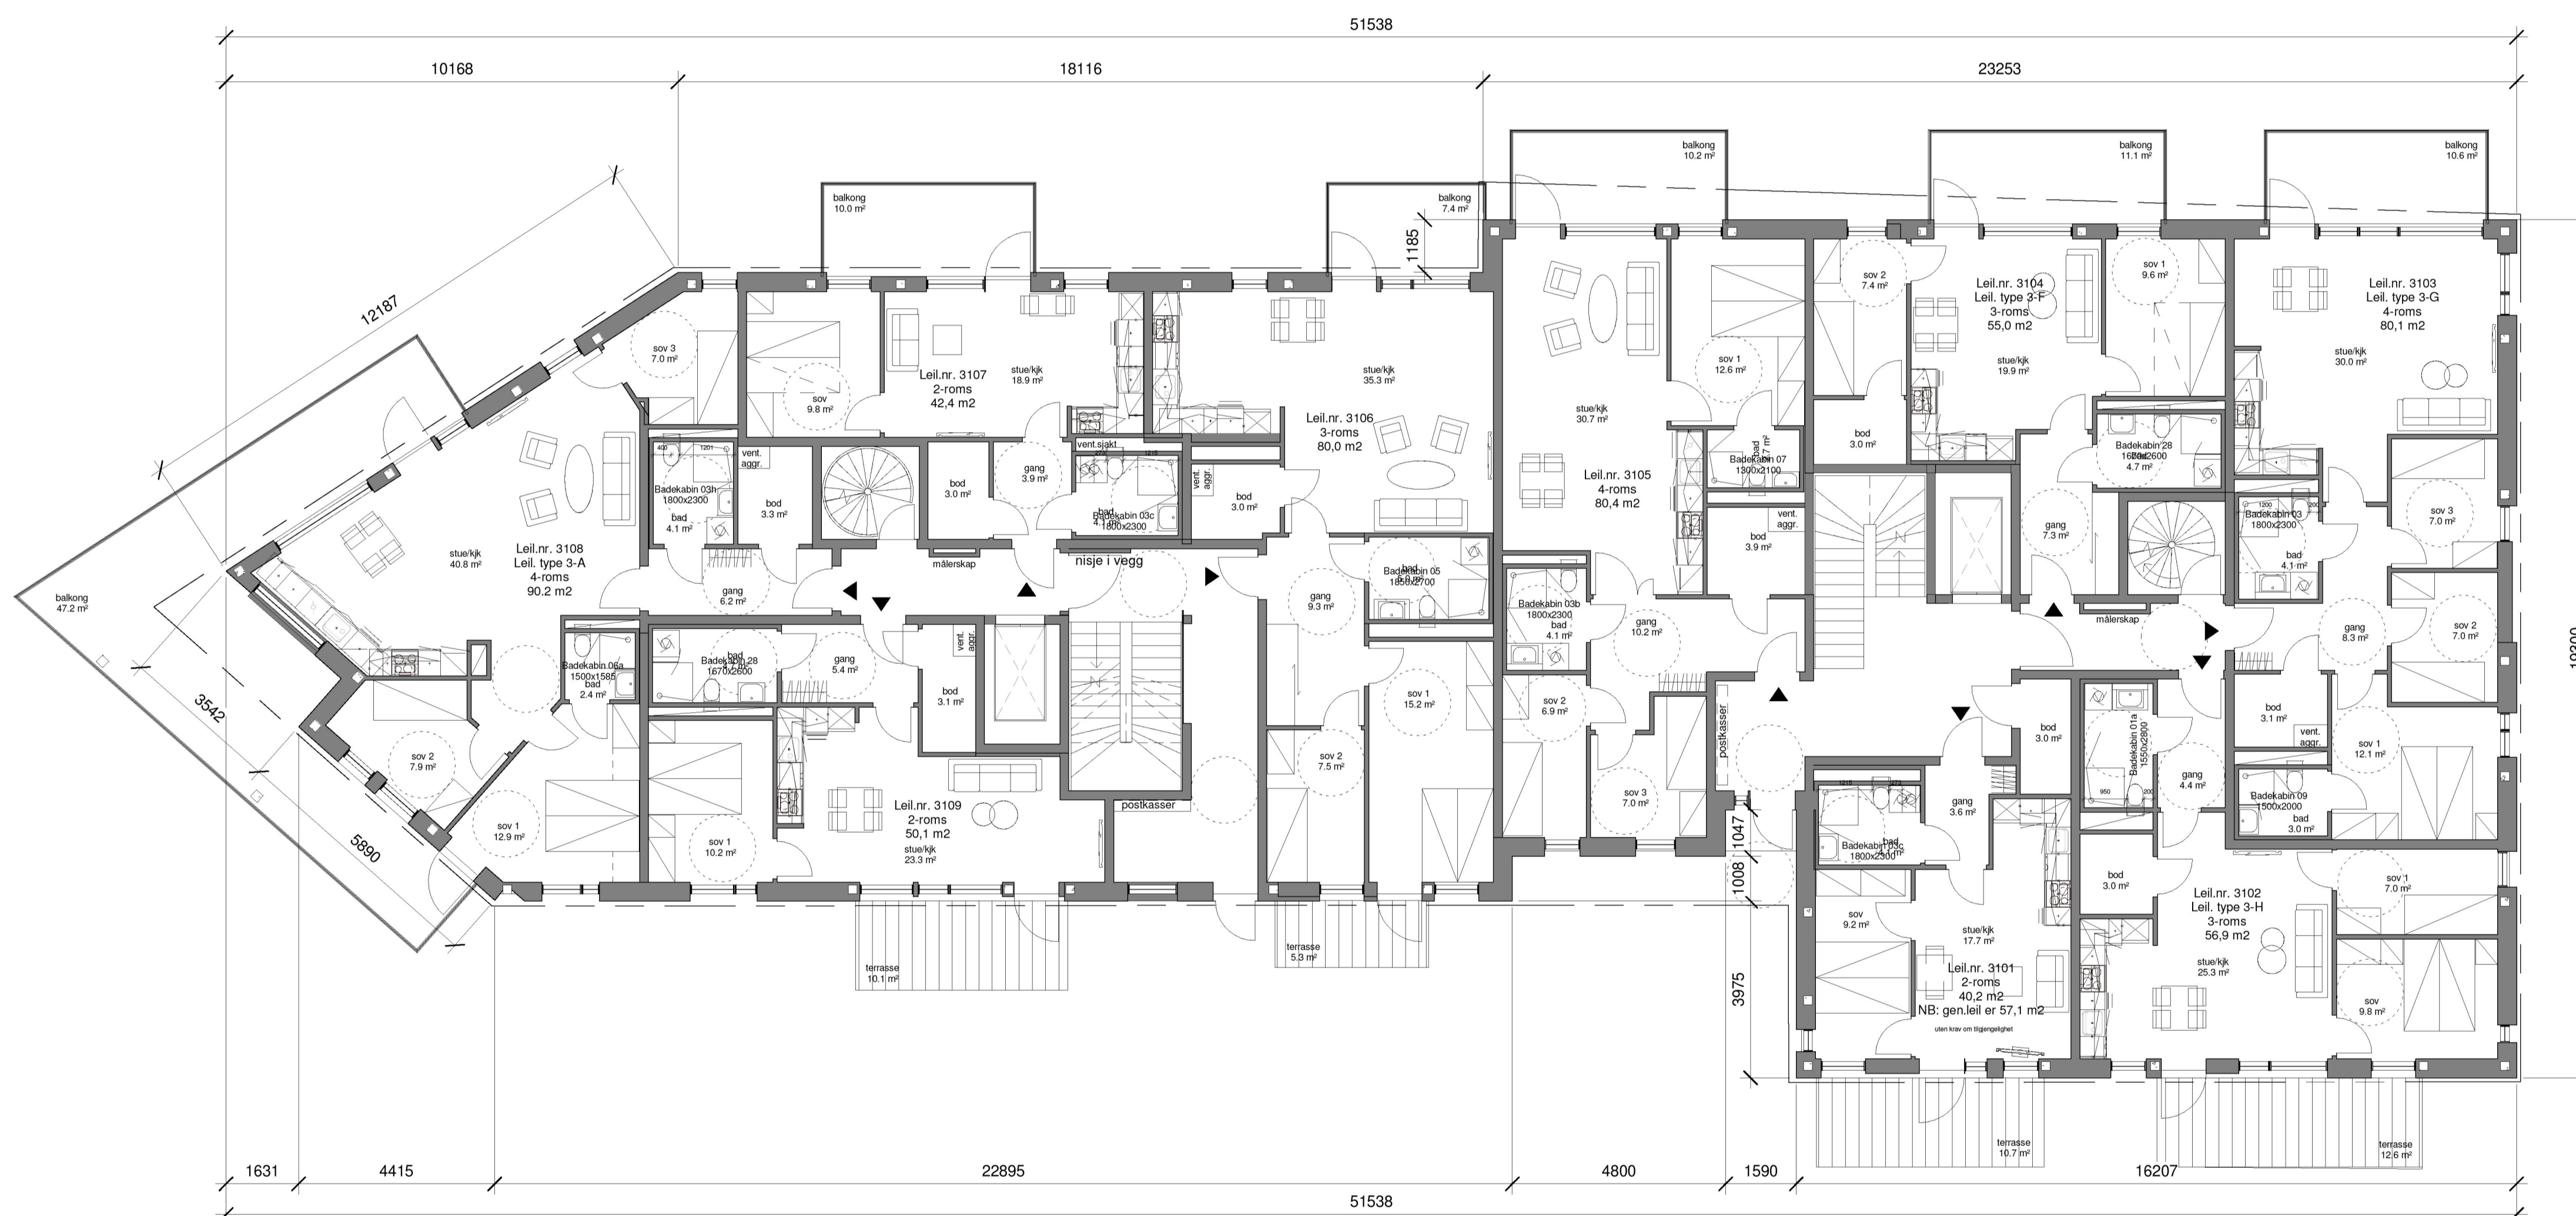 51538
10168
18116
23253
balkong
10.2 m²
balkong
11.1 m²
balkong
10.6 m²
balkong
10.0 m²
balkong
7.4 m²
1185
12187
sov 3
7.0 m²
sov
9.8 m²
Leil.nr. 3107
2-roms
42,4 m2
stue/kjk
18.9 m²
stue/kjk
35.3 m²
Leil.nr. 3106
3-roms
80,0 m2
stue/kjk
30.7 m²
Leil.nr. 3105
4-roms
80,4 m2
sov 1
12.6 m²
sov 2
7.4 m²
Leil.nr. 3104
Leil. type 3-F
3-roms
55,0 m2
stue/kjk
19.9 m²
sov 1
9.6 m²
Leil.nr. 3103
Leil. type 3-G
4-roms
80,1 m2
stue/kjk
30.0 m²
bod
3.0 m²
Badekabin 07
1300x2100
Badekabin 28
1670x2600
4.7 m²
400
1201
vent.
aggr.
Badekabin 03h
1800x2300
bad
4.1 m²
bod
3.3 m²
bod
3.0 m²
gang
3.9 m²
vent.sjakt
273
1215
Badekabin 03c
1800x2300
vent.
aggr.
bod
3.0 m²
bod
3.9 m²
vent.
aggr.
gang
7.3 m²
1200
200
Badekabin 03
1800x2300
bad
4.1 m²
sov 3
7.0 m²
stue/kjk
40.8 m²
Leil.nr. 3108
Leil. type 3-A
4-roms
90.2 m2
målerskap
nisje i vegg
bad
Badekabin 05
1850x2700
balkong
47.2 m²
gang
6.2 m²
gang
9.3 m²
Badekabin 03b
1800x2300
bad
4.1 m²
gang
10.2 m²
målerskap
gang
8.3 m²
sov 2
7.0 m²
19300
Badekabin 06a
1500x1585
bad
2.4 m²
bad
Badekabin 28
1670x2600
gang
5.4 m²
vent.
aggr.
bod
3.1 m²
sov 1
15.2 m²
sov 2
6.9 m²
postkasser
bod
3.0 m²
Badekabin 01a
1550x2800
950
200
gang
4.4 m²
bod
3.1 m²
vent.
aggr.
sov 1
12.1 m²
3542
sov 2
7.9 m²
sov 2
7.5 m²
sov 3
7.0 m²
Badekabin 09
1500x2000
bad
3.0 m²
5890
sov 1
12.9 m²
sov 1
10.2 m²
Leil.nr. 3109
2-roms
50,1 m2
stue/kjk
23.3 m²
postkasser
1047
1008
3975
1215
273
gang
3.6 m²
bad
Badekabin 03c
1800x2300
bod
3.0 m²
sov 1
7.0 m²
sov
9.2 m²
stue/kjk
17.7 m²
Leil.nr. 3101
2-roms
40,2 m2
NB: gen.leil er 57,1 m2
uten krav om tilgjengelighet
Leil.nr. 3102
Leil. type 3-H
3-roms
56,9 m2
stue/kjk
25.3 m²
sov
9.8 m²
terrasse
10.1 m²
terrasse
5.3 m²
terrasse
10.7 m²
terrasse
12.6 m²
1631
4415
22895
4800
1590
16207
51538